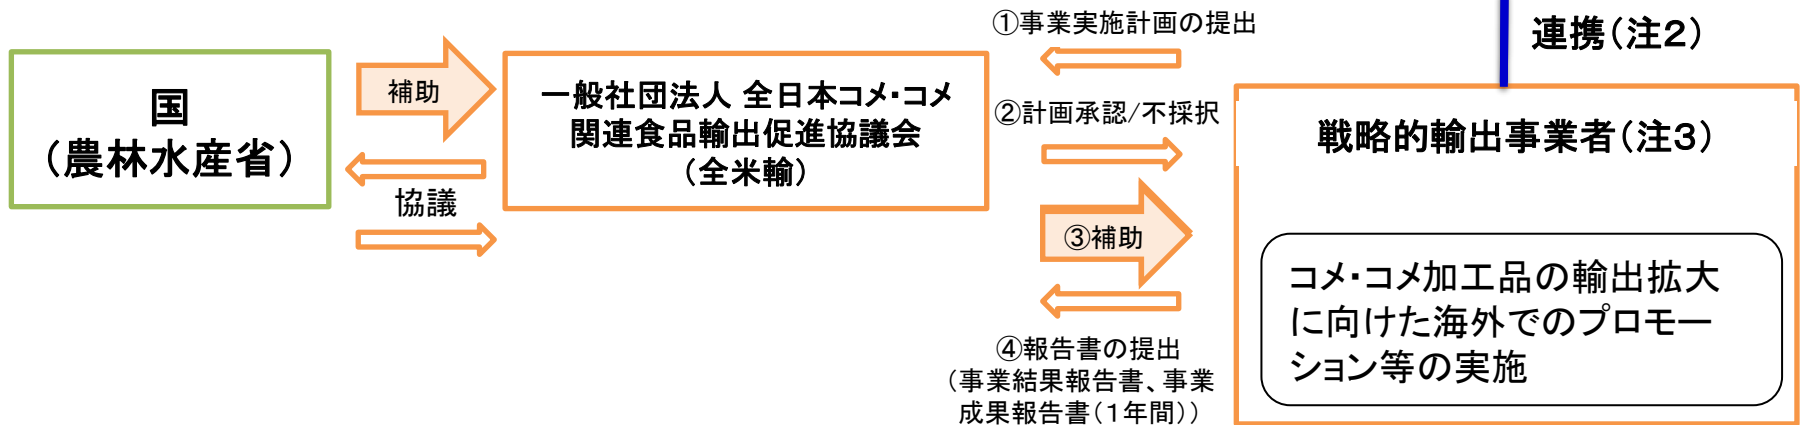 国
（農林水産省）
補助
協議
一般社団法人 全日本コメ・コメ
関連食品輸出促進協議会
（全米輸）
①事業実施計画の提出
②計画承認/不採択
③補助
④報告書の提出
（事業結果報告書、事業
成果報告書（１年間））
連携（注２）
戦略的輸出事業者（注３）
コメ・コメ加工品の輸出拡大
に向けた海外でのプロモー
ション等の実施